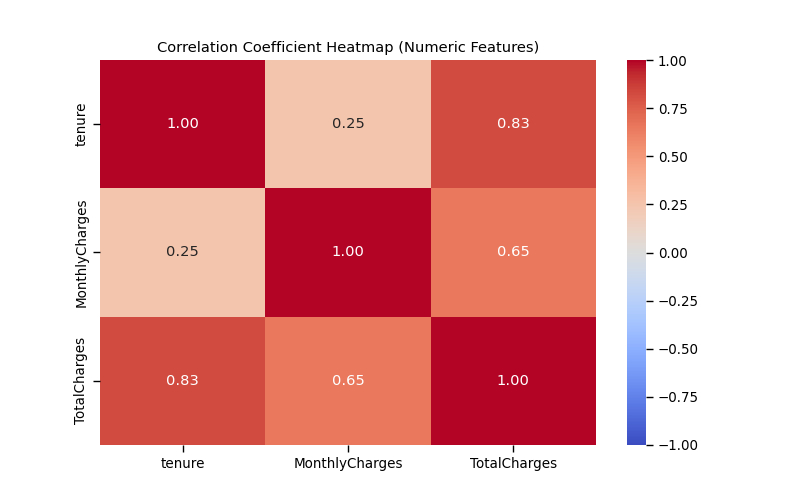 Correlation Coefficient Heatmap (Numeric Features)
tenure
1.00
0.25
0.83
MonthlyCharges
0.25
1.00
0.65
TotalCharges
0.83
0.65
1.00
tenure
MonthlyCharges
TotalCharges
1.00
0.75
0.50
0.25
0.00
−0.25
−0.50
−0.75
−1.00